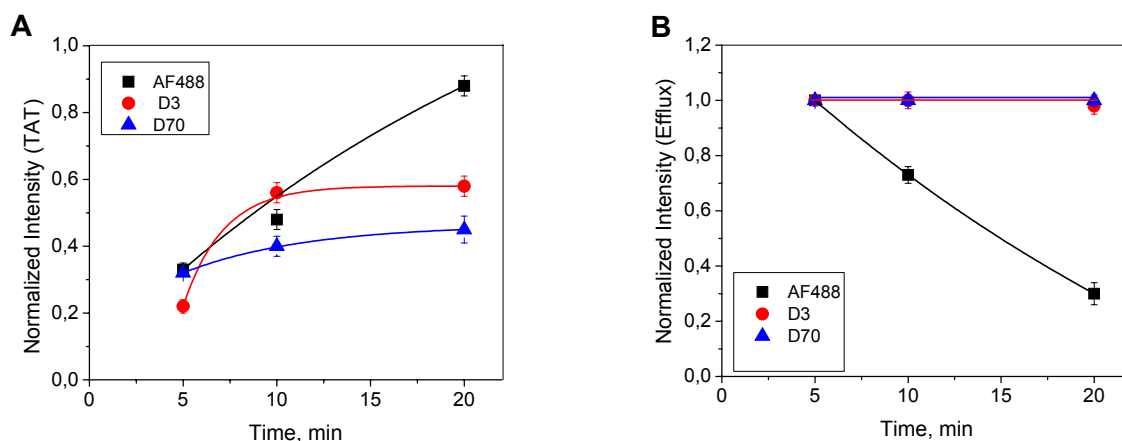 A
Normalized Intensity (TAT)
1,0
0,8
0,6
0,4
0,2
0,0
AF488
D3
D70
0
5
10
15
20
Time, min
B
Normalized Intensity (Efflux)
1,2
1,0
0,8
0,6
0,4
0,2
0,0
AF488
D3
D70
0
5
10
15
20
Time, min